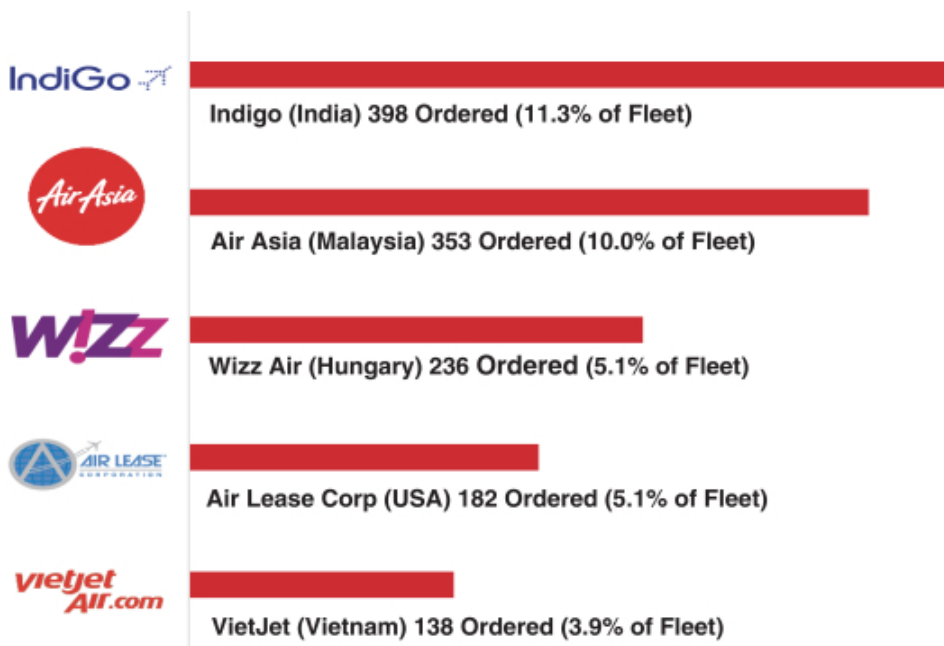 IndiGo
Indigo (India) 398 Ordered (11.3% of Fleet)
AirAsia
Air Asia (Malaysia) 353 Ordered (10.0% of Fleet)
W!ZZ
Wizz Air (Hungary) 236 Ordered (5.1% of Fleet)
AIR LEASE
CORPORATION
Air Lease Corp (USA) 182 Ordered (5.1% of Fleet)
vietjet
Air.com
VietJet (Vietnam) 138 Ordered (3.9% of Fleet)